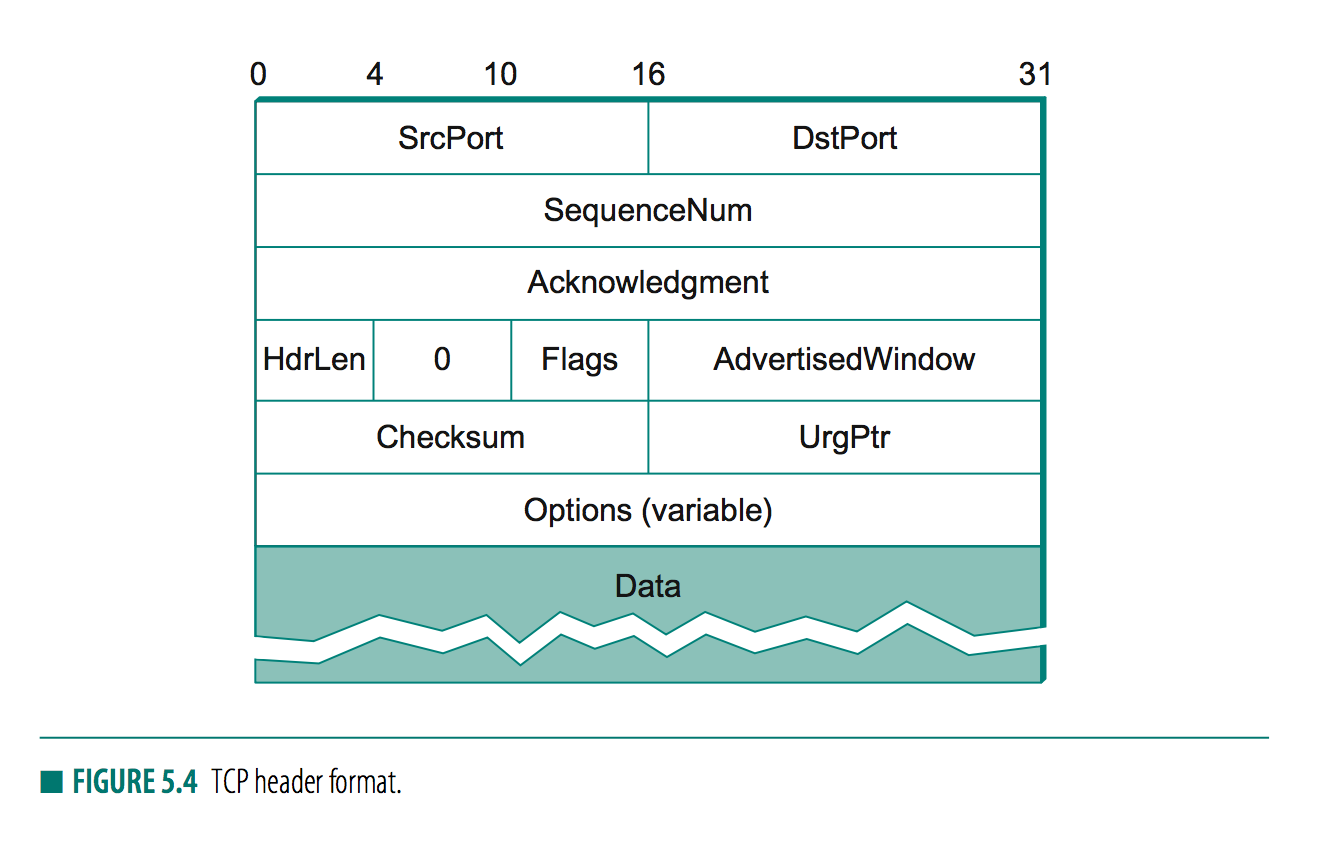 0 4 10 16 31
SrcPort DstPort
SequenceNum
Acknowledgment
HdrLen 0 Flags AdvertisedWindow
Checksum UrgPtr
Options (variable)
Data
FIGURE 5.4 TCP header format.